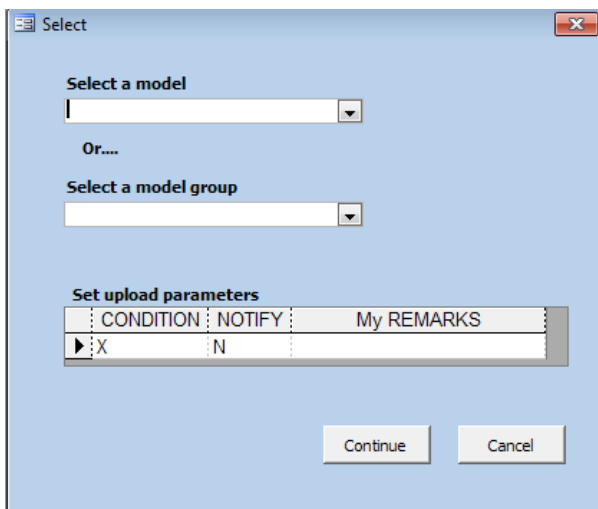 Select
Select a model
Or....
Select a model group
Set upload parameters
CONDITION NOTIFY My REMARKS
X N
Continue Cancel